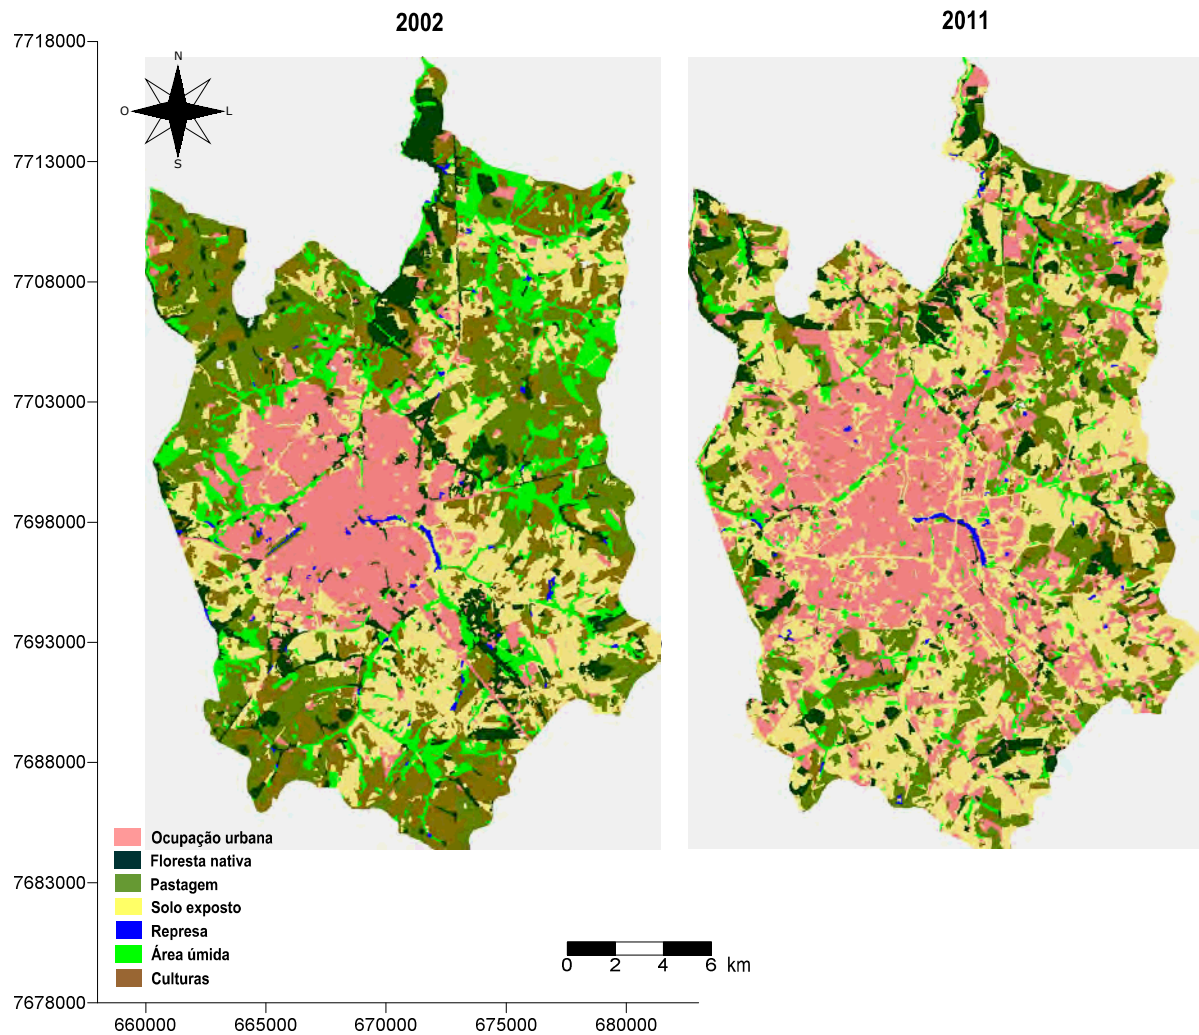 2002
2011
7718000
7713000
7708000
7703000
7698000
7693000
7688000
7683000
7678000
N
O
L
S
Ocupação urbana
Floresta nativa
Pastagem
Solo exposto
Represa
Área úmida
Culturas
0 2 4 6 km
660000 665000 670000 675000 680000